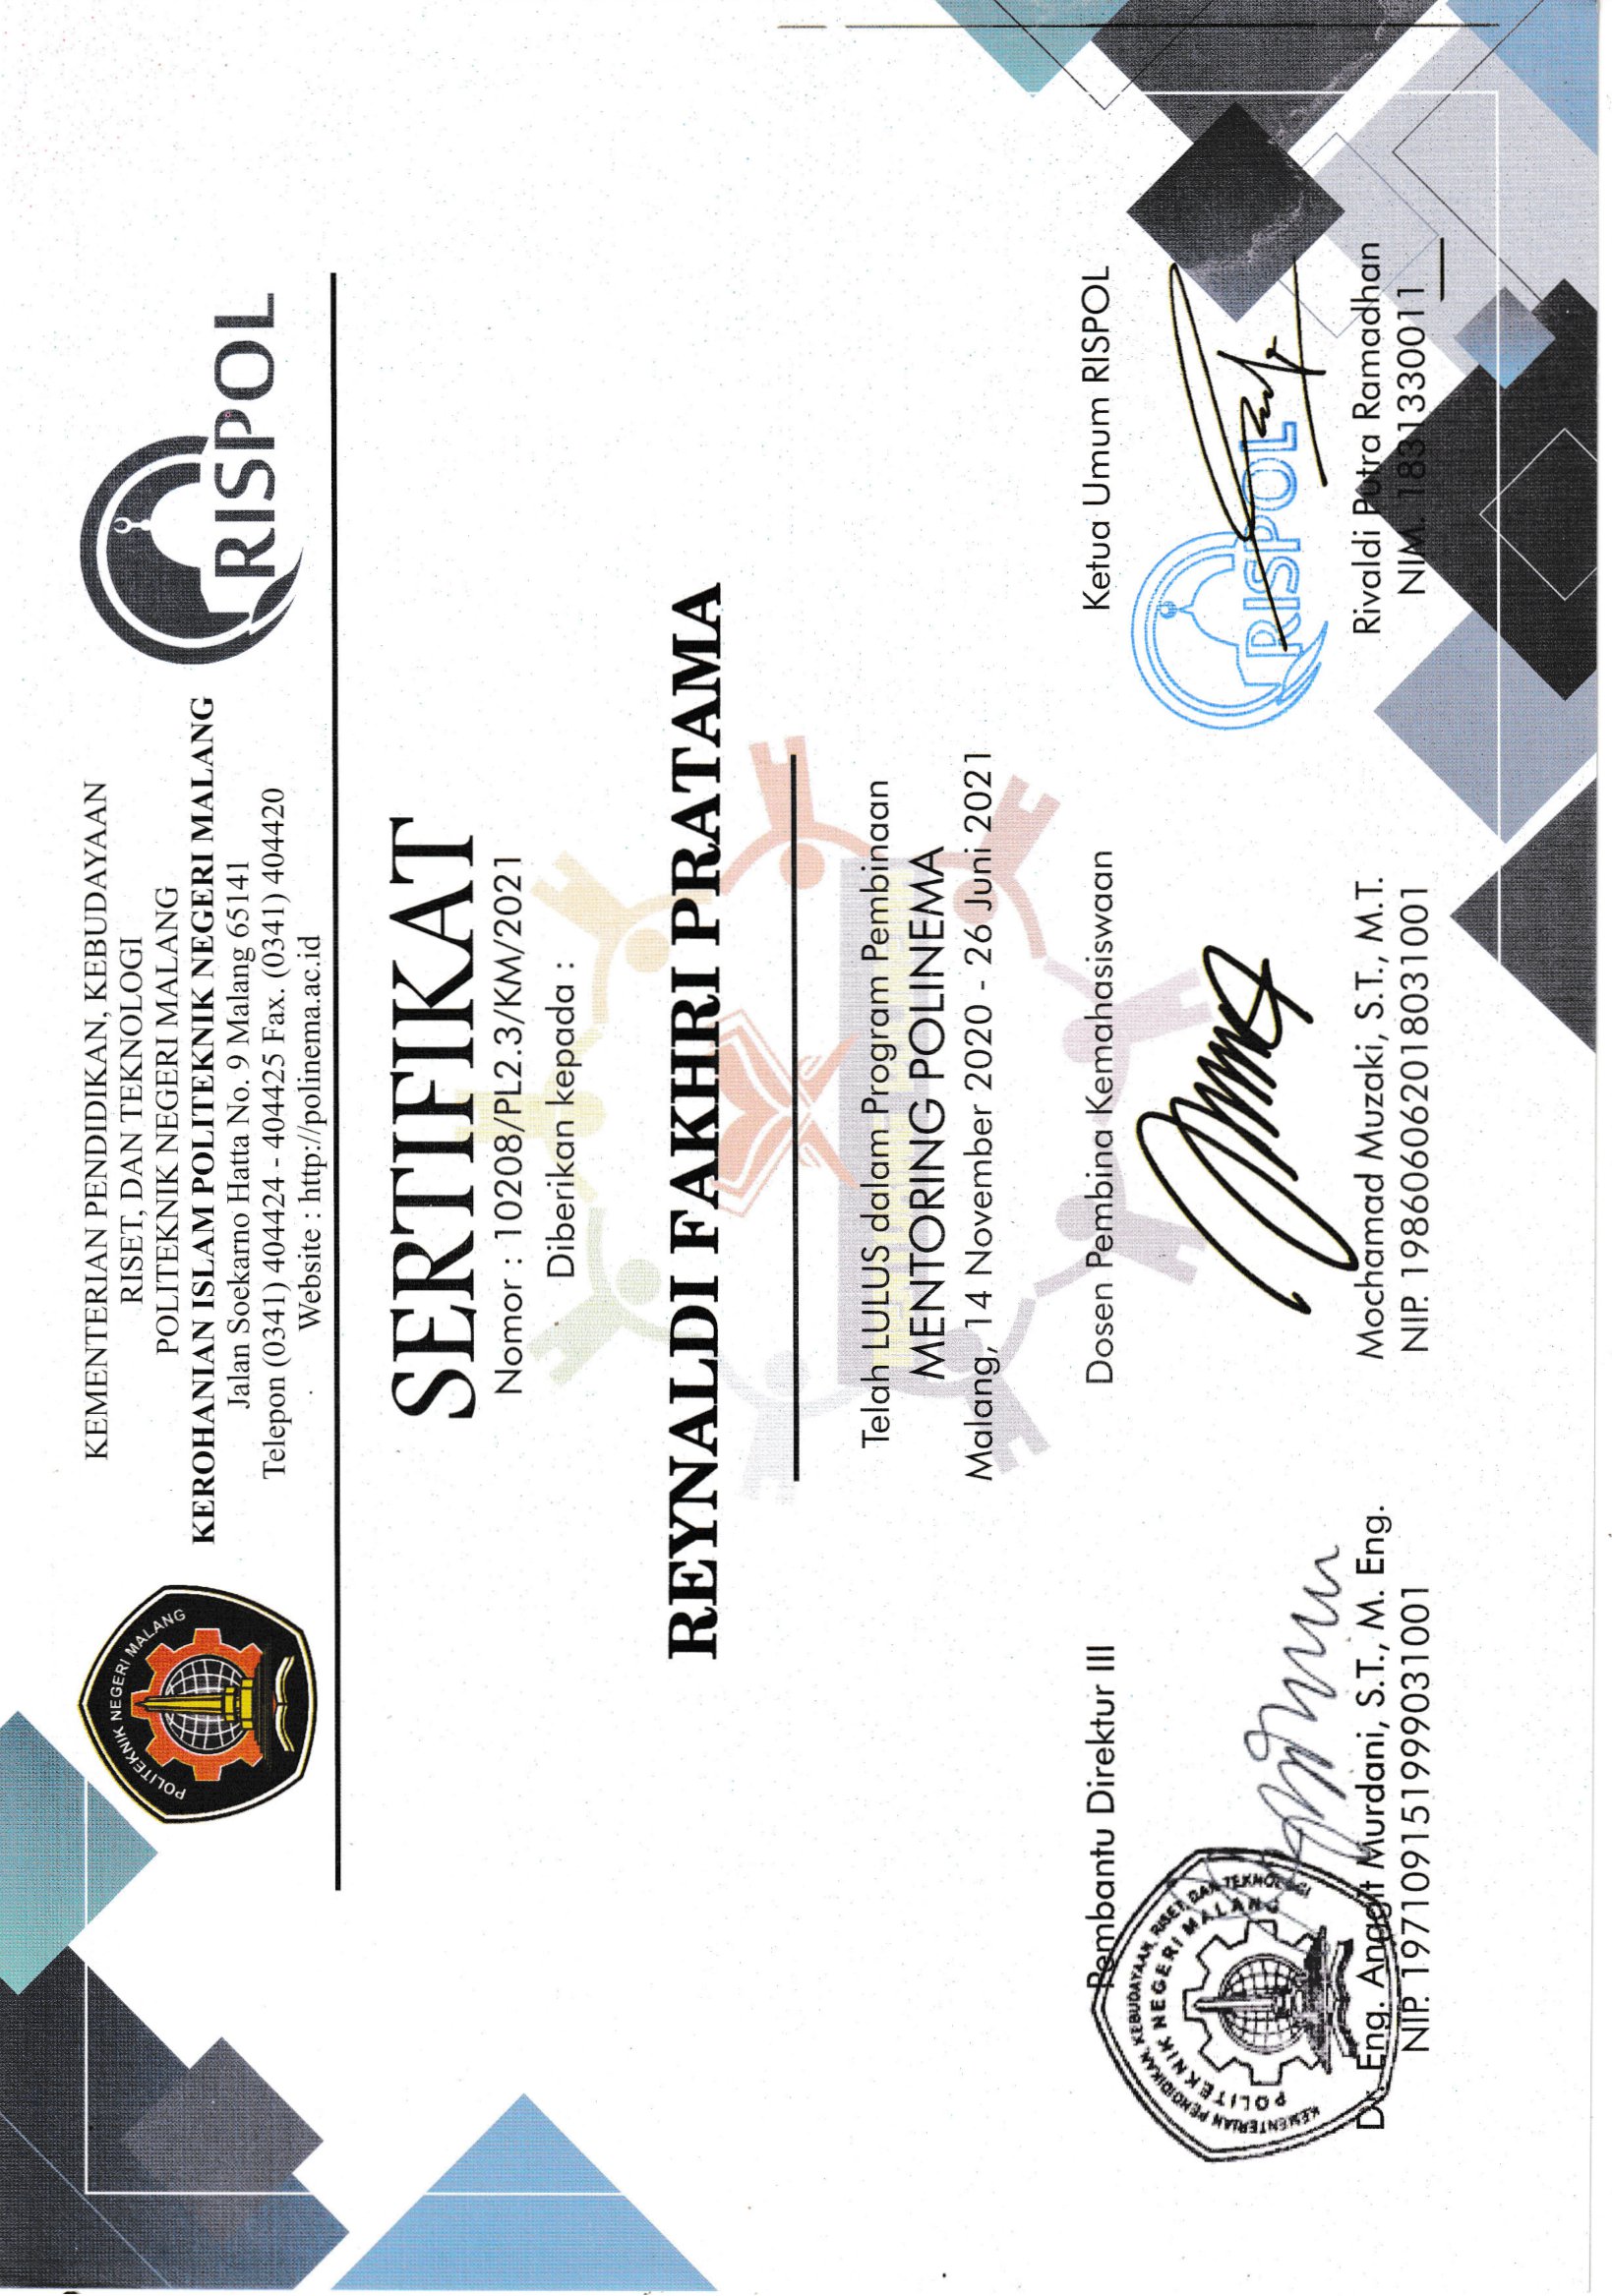 POLITEKNIK NEGERI MALANG
KEMENTERIAN PENDIDIKAN, KEBUDAYAAN
RISET, DAN TEKNOLOGI
POLITEKNIK NEGERI MALANG
KEROHANIAN ISLAM POLITEKNIK NEGERI MALANG
Jalan Soekarno Hatta No. 9 Malang 65141
Telepon (0341) 404424 - 404425 Fax. (0341) 404420
Website : http://polinema.ac.id
RISPOL
SERTIFIKAT
Nomor : 10208/PL2.3/KM/2021
Diberikan kepada :
REYNALDI FAKHRI PRATAMA
Telah LULUS dalam Program Pembinaan
MENTORING POLINEMA
MENTORING POLINEMA
Malang, 14 November 2020 - 26 Juni 2021
Pembantu Direktur III
KEMENTERIAN PENDIDIKAN, KEBUDAYAAN, RISET, DAN TEKNOLOGI
POLITEKNIK NEGERI MALANG
Dr. Eng. Anggit Murdani, S.T., M. Eng.
NIP. 197109151999031001
Dosen Pembina Kemahasiswaan
Mochamad Muzaki, S.T., M.T.
NIP. 198606062018031001
Ketua Umum RISPOL
RISPOL
Rivaldi Putra Ramadhan
NIM. 1831330011